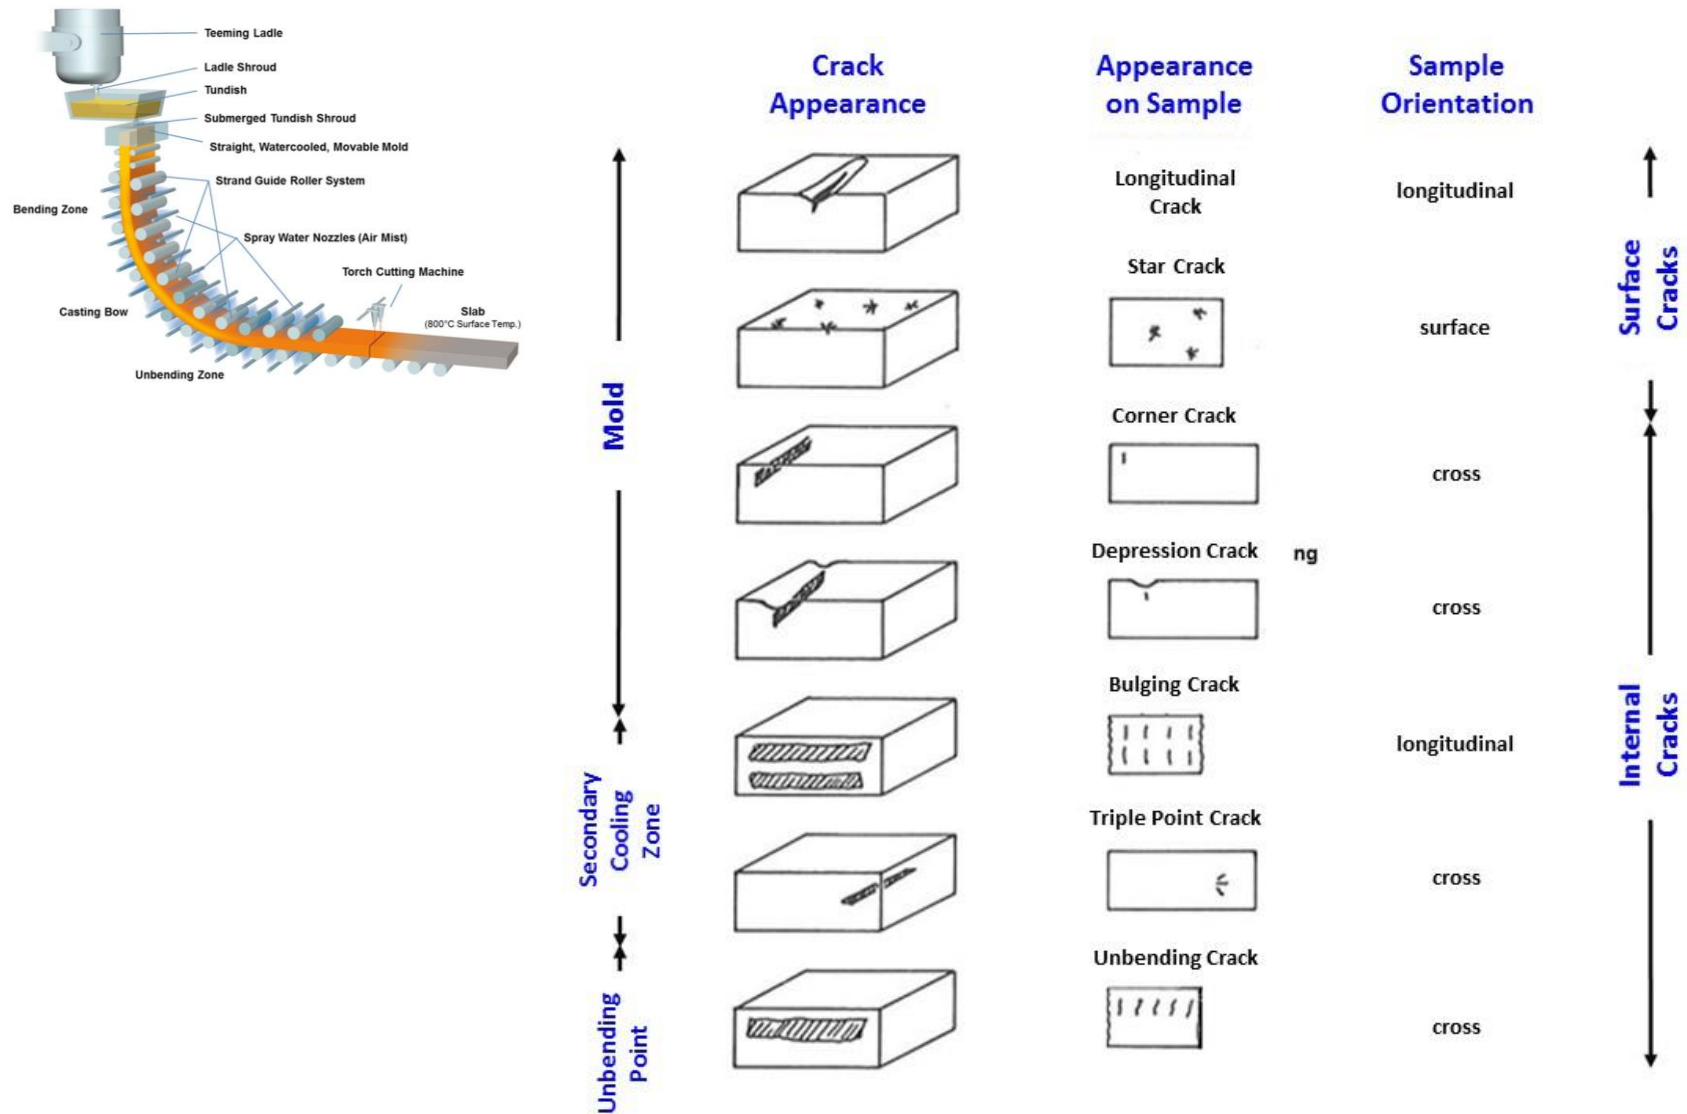 Teeming Ladle
Ladle Shroud
Tundish
Submerged Tundish Shroud
Straight, Watercooled, Movable Mold
Strand Guide Roller System
Bending Zone
Spray Water Nozzles (Air Mist)
Torch Cutting Machine
Casting Bow
Slab
(800°C Surface Temp.)
Unbending Zone
Crack
Appearance
Appearance
on Sample
Sample
Orientation
Mold
Secondary
Cooling
Zone
Unbending
Point
Longitudinal
Crack
longitudinal
Star Crack
surface
Corner Crack
cross
Depression Crack
ng
cross
Bulging Crack
longitudinal
Triple Point Crack
cross
Unbending Crack
cross
Surface
Cracks
Internal
Cracks